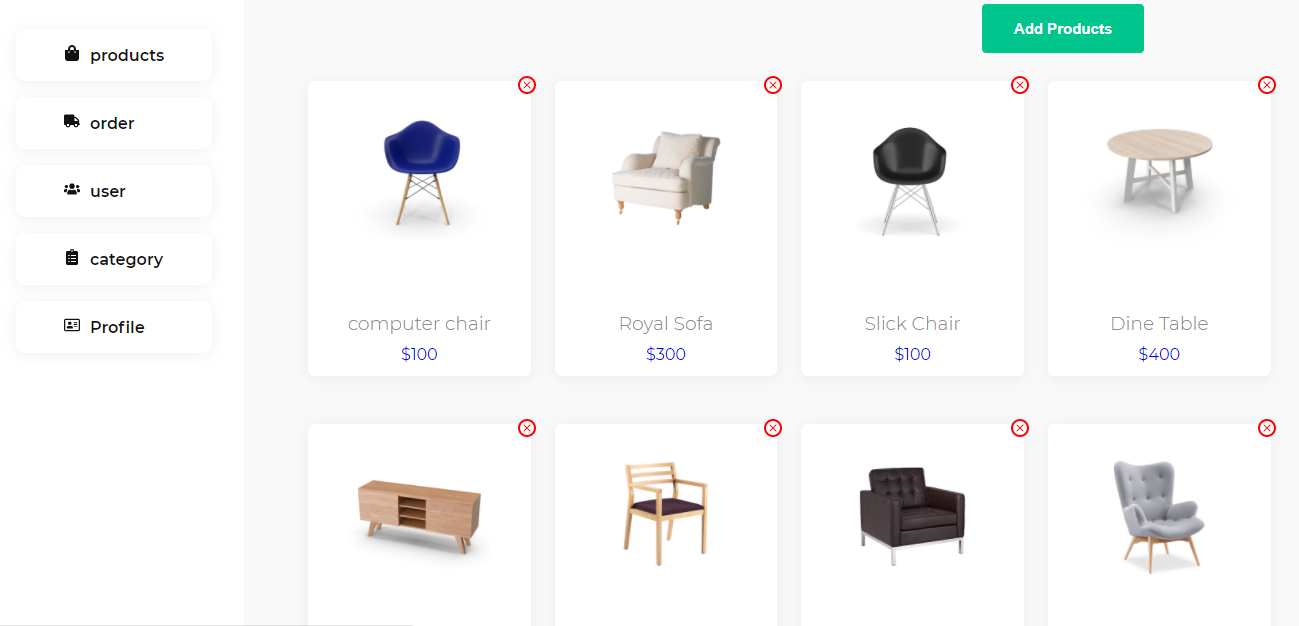 Add Products
products
order
user
category
Profile
computer chair
$100
Royal Sofa
$300
Slick Chair
$100
Dine Table
$400